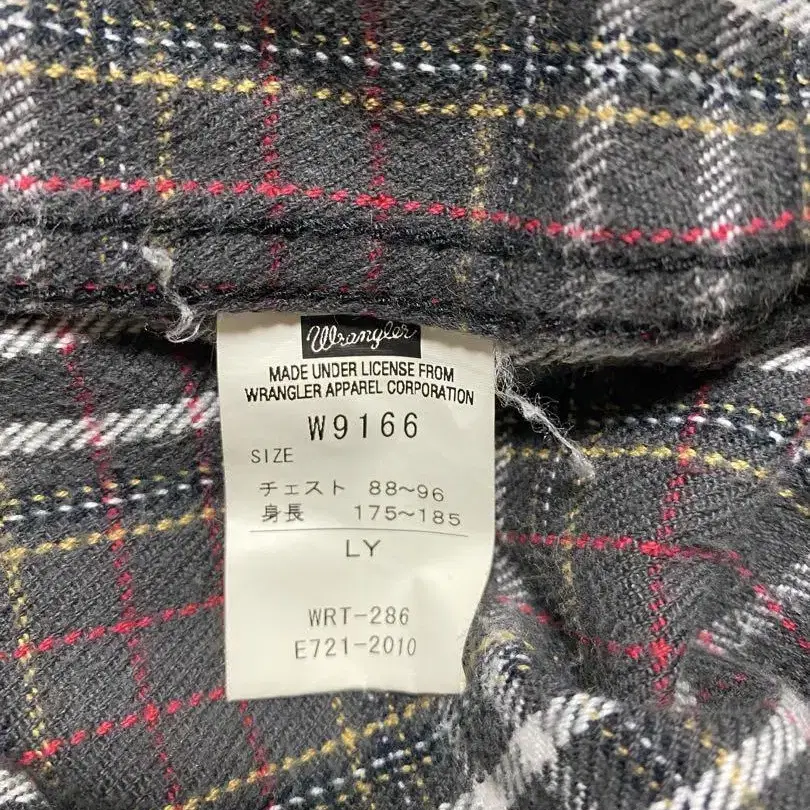 Wrangler
MADE UNDER LICENSE FROM
WRANGLER APPAREL CORPORATION
W9166
SIZE
チェスト 88~96
身長 175~185
LY
WRT-286
E721-2010